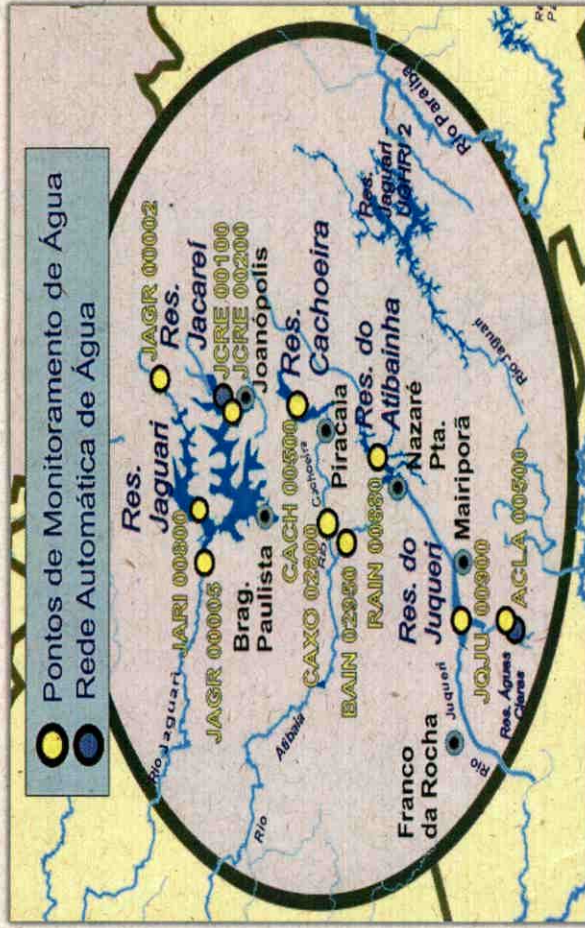 Pontos de Monitoramento de Água
Rede Automática de Água
JAGR 00002
Res.
Jacareí
JCRE 00100
JCRE 00200
Joanópolis
Res.
Jaguari
JARI 00800
JAGR 00005
Rio Jaguari
Brag.
Paulista
Res.
Cachoeira
CACH 00500
Piracaia
Rio Cachoeira
CAXO 02800
BAIN 02950
Rio Atibaia
Res. do
Atibainha
RAIN 00880
Nazaré
Pta.
Res.
Jaguari -
UGHRI 2
Rio Paraíba
Rio Jaguari
Res. do
Juqueri
Mairiporã
JQJU 00900
Franco
da Rocha
Rio Juqueri
Res. Águas
Claras
ACLA 00500